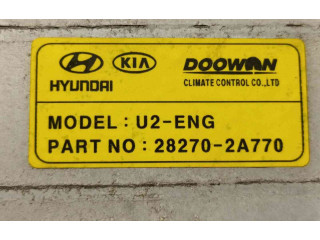 HYUNDAI KIA DOOWON
CLIMATE CONTROL CO.,LTD
MODEL : U2-ENG
PART NO : 28270-2A770